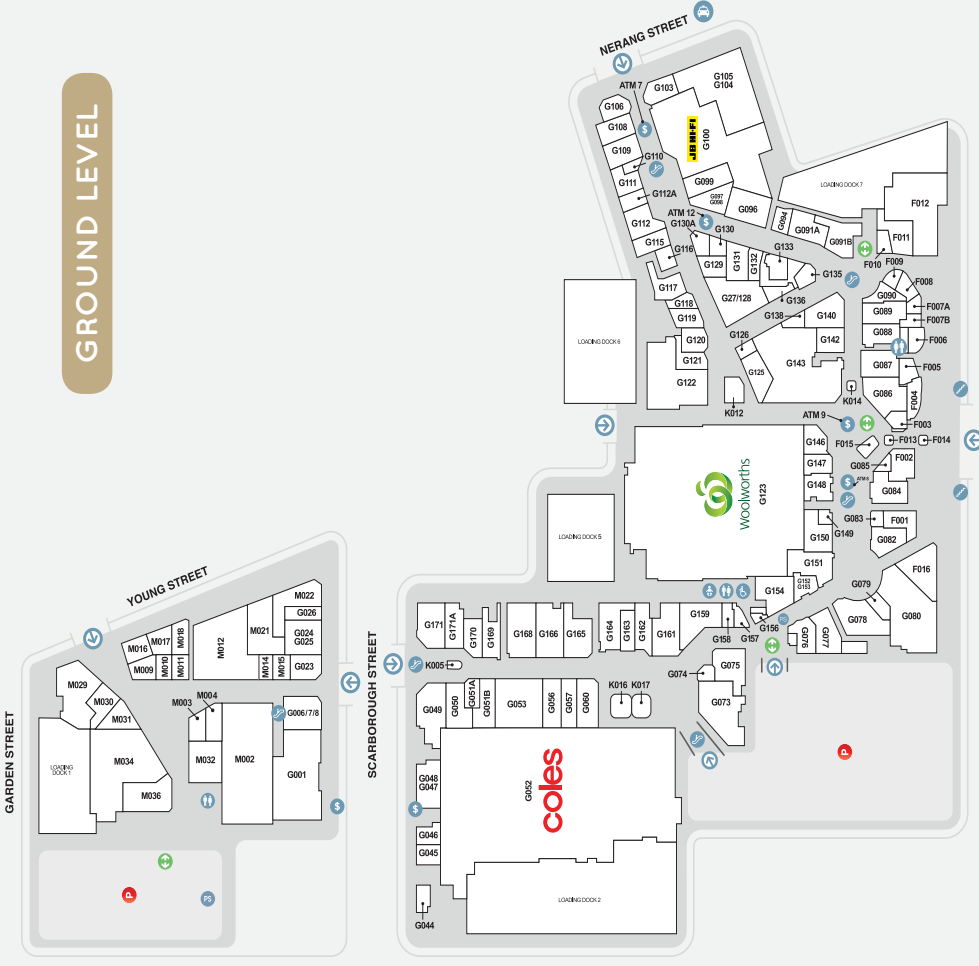 GROUND LEVEL
NERANG STREET
ATM 7
G103
G105
G104
G106
G108
G109
G110
G111
G112A
JB HI-FI
G100
G099
G097
G098
G096
ATM 12
G130A
G130
G112
G115
G116
G094
G091A
G091B
LOADING DOCK 7
F012
F011
F010
F009
F008
G129
G131
G132
G133
G135
G136
G27/128
G117
G118
G119
G120
G121
G122
LOADING DOCK 6
G138
G140
G142
G143
G126
G125
G090
G089
G088
F007A
F007B
F006
G087
F005
G086
F004
F003
K012
K014
ATM 9
F015
F013
F014
G146
G147
G148
woolworths
G123
G085
F002
ATM 8
G084
G149
G150
G083
F001
G082
G151
G152
G153
G154
G079
F016
G080
G078
G077
G076
LOADING DOCK 5
G171
G171A
G170
G169
G168
G166
G165
G164
G163
G162
G161
G159
G158
G157
G156
PS
K005
G049
G050
G051A
G051B
G053
G056
G057
G060
K016
K017
G074
G075
G073
G048
G047
G052
coles
G046
G045
G044
LOADING DOCK 2
P
SCARBOROUGH STREET
YOUNG STREET
GARDEN STREET
M022
G026
G024
G025
G023
M021
M012
M014
M015
M016
M017
M018
M009
M010
M011
M029
M030
M031
M034
M036
LOADING
DOCK 1
M003
M004
M032
M002
G006/7/8
G001
P
PS